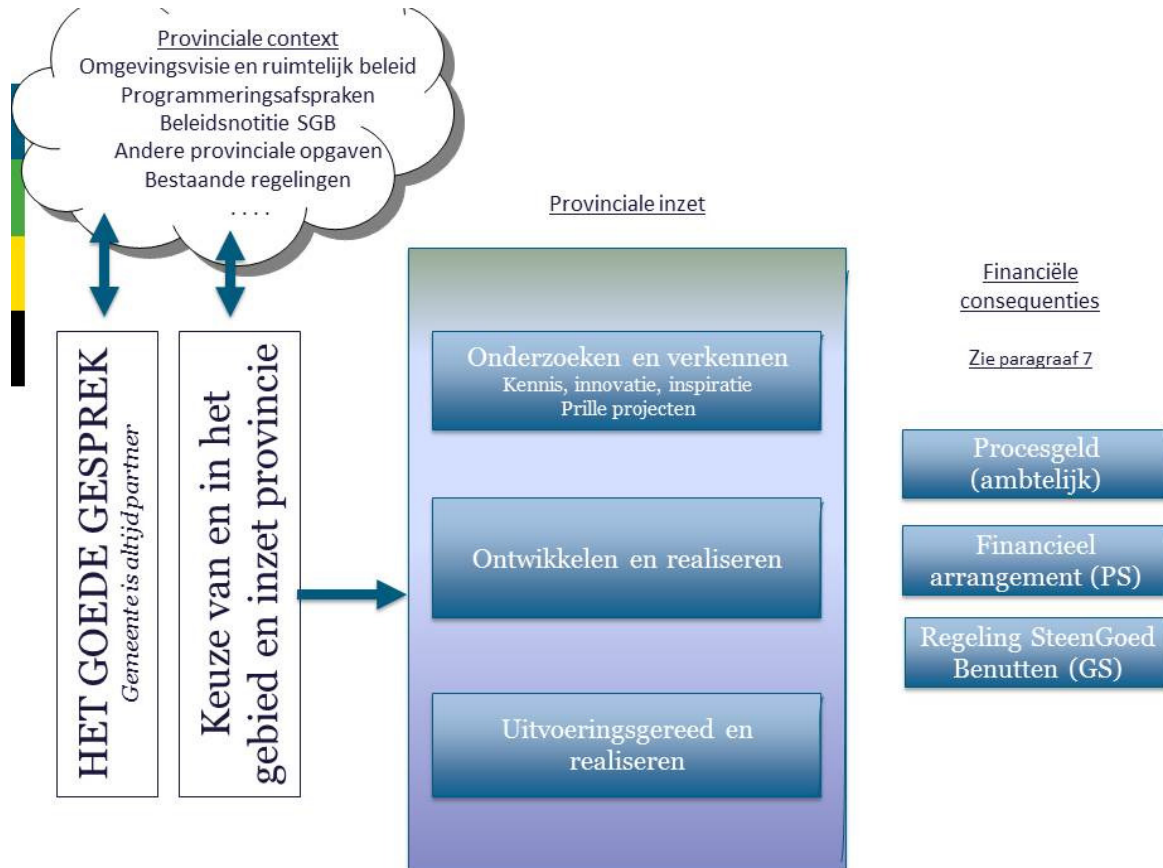 Provinciale context
Omgevingsvisie en ruimtelijk beleid
Programmeringsafspraken
Beleidsnotitie SGB
Andere provinciale opgaven
Bestaande regelingen
. . . .
HET GOEDE GESPREK
Gemeente is altijd partner
Keuze van en in het
gebied en inzet provincie
Provinciale inzet
Onderzoeken en verkennen
Kennis, innovatie, inspiratie
Prille projecten
Ontwikkelen en realiseren
Uitvoeringsgereed en
realiseren
Financiële
consequenties
Zie paragraaf 7
Procesgeld
(ambtelijk)
Financieel
arrangement (PS)
Regeling SteenGoed
Benutten (GS)